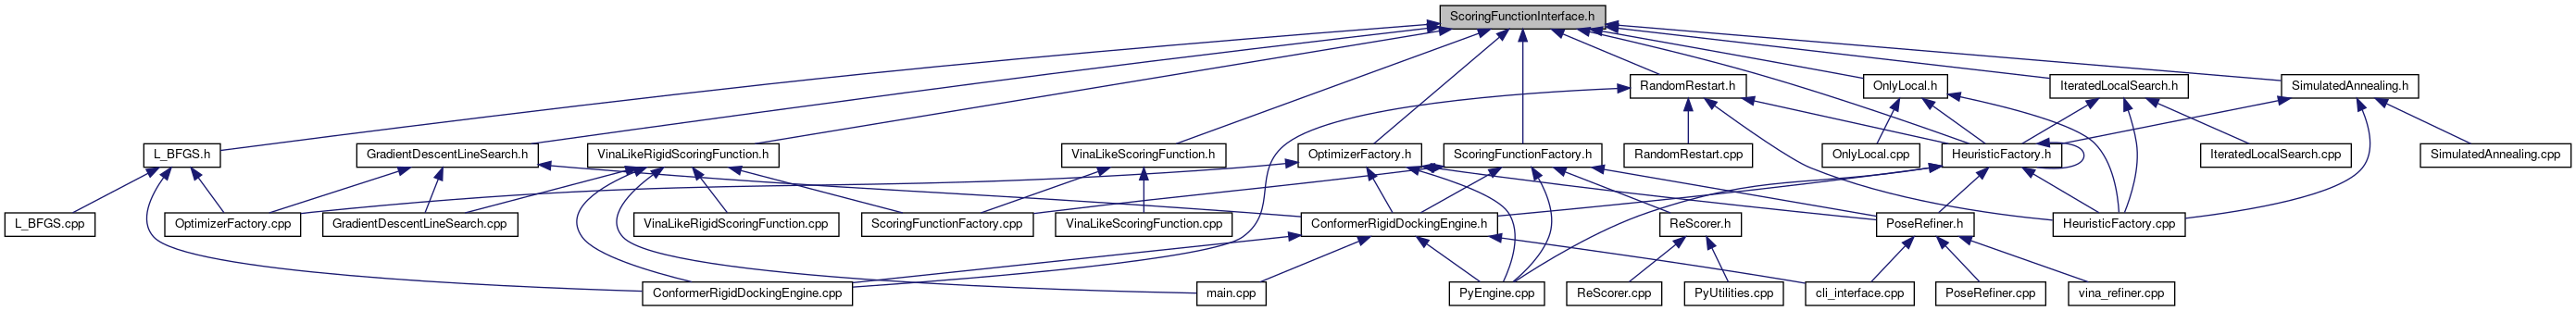 ScoringFunctionInterface.h
RandomRestart.h
OnlyLocal.h
IteratedLocalSearch.h
SimulatedAnnealing.h
L_BFGS.h
GradientDescentLineSearch.h
VinaLikeRigidScoringFunction.h
VinaLikeScoringFunction.h
OptimizerFactory.h
ScoringFunctionFactory.h
RandomRestart.cpp
OnlyLocal.cpp
HeuristicFactory.h
IteratedLocalSearch.cpp
SimulatedAnnealing.cpp
L_BFGS.cpp
OptimizerFactory.cpp
GradientDescentLineSearch.cpp
VinaLikeRigidScoringFunction.cpp
ScoringFunctionFactory.cpp
VinaLikeScoringFunction.cpp
ConformerRigidDockingEngine.h
ReScorer.h
PoseRefiner.h
HeuristicFactory.cpp
ConformerRigidDockingEngine.cpp
main.cpp
PyEngine.cpp
ReScorer.cpp
PyUtilities.cpp
cli_interface.cpp
PoseRefiner.cpp
vina_refiner.cpp